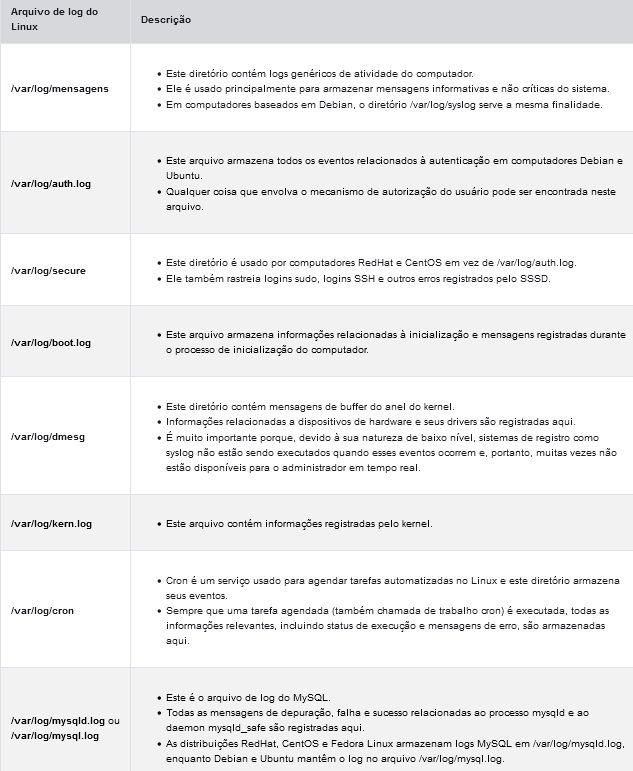 Arquivo de log do
Linux
Descrição
/var/log/mensagens
• Este diretório contém logs genéricos de atividade do computador.
• Ele é usado principalmente para armazenar mensagens informativas e não críticas do sistema.
• Em computadores baseados em Debian, o diretório /var/log/syslog serve a mesma finalidade.
/var/log/auth.log
• Este arquivo armazena todos os eventos relacionados à autenticação em computadores Debian e
Ubuntu.
• Qualquer coisa que envolva o mecanismo de autorização do usuário pode ser encontrada neste
arquivo.
/var/log/secure
• Este diretório é usado por computadores RedHat e CentOS em vez de /var/log/auth.log.
• Ele também rastreia logins sudo, logins SSH e outros erros registrados pelo SSSD.
/var/log/boot.log
• Este arquivo armazena informações relacionadas à inicialização e mensagens registradas durante
o processo de inicialização do computador.
/var/log/dmesg
• Este diretório contém mensagens de buffer do anel do kernel.
• Informações relacionadas a dispositivos de hardware e seus drivers são registradas aqui.
• É muito importante porque, devido à sua natureza de baixo nível, sistemas de registro como
syslog não estão sendo executados quando esses eventos ocorrem e, portanto, muitas vezes não
estão disponíveis para o administrador em tempo real.
/var/log/kern.log
• Este arquivo contém informações registradas pelo kernel.
/var/log/cron
• Cron é um serviço usado para agendar tarefas automatizadas no Linux e este diretório armazena
seus eventos.
• Sempre que uma tarefa agendada (também chamada de trabalho cron) é executada, todas as
informações relevantes, incluindo status de execução e mensagens de erro, são armazenadas
aqui.
/var/log/mysqld.log ou
/var/log/mysql.log
• Este é o arquivo de log do MySQL.
• Todas as mensagens de depuração, falha e sucesso relacionadas ao processo mysqld e ao
daemon mysqld_safe são registradas aqui.
• As distribuições RedHat, CentOS e Fedora Linux armazenam logs MySQL em /var/log/mysqld.log,
enquanto Debian e Ubuntu mantêm o log no arquivo /var/log/mysql.log.